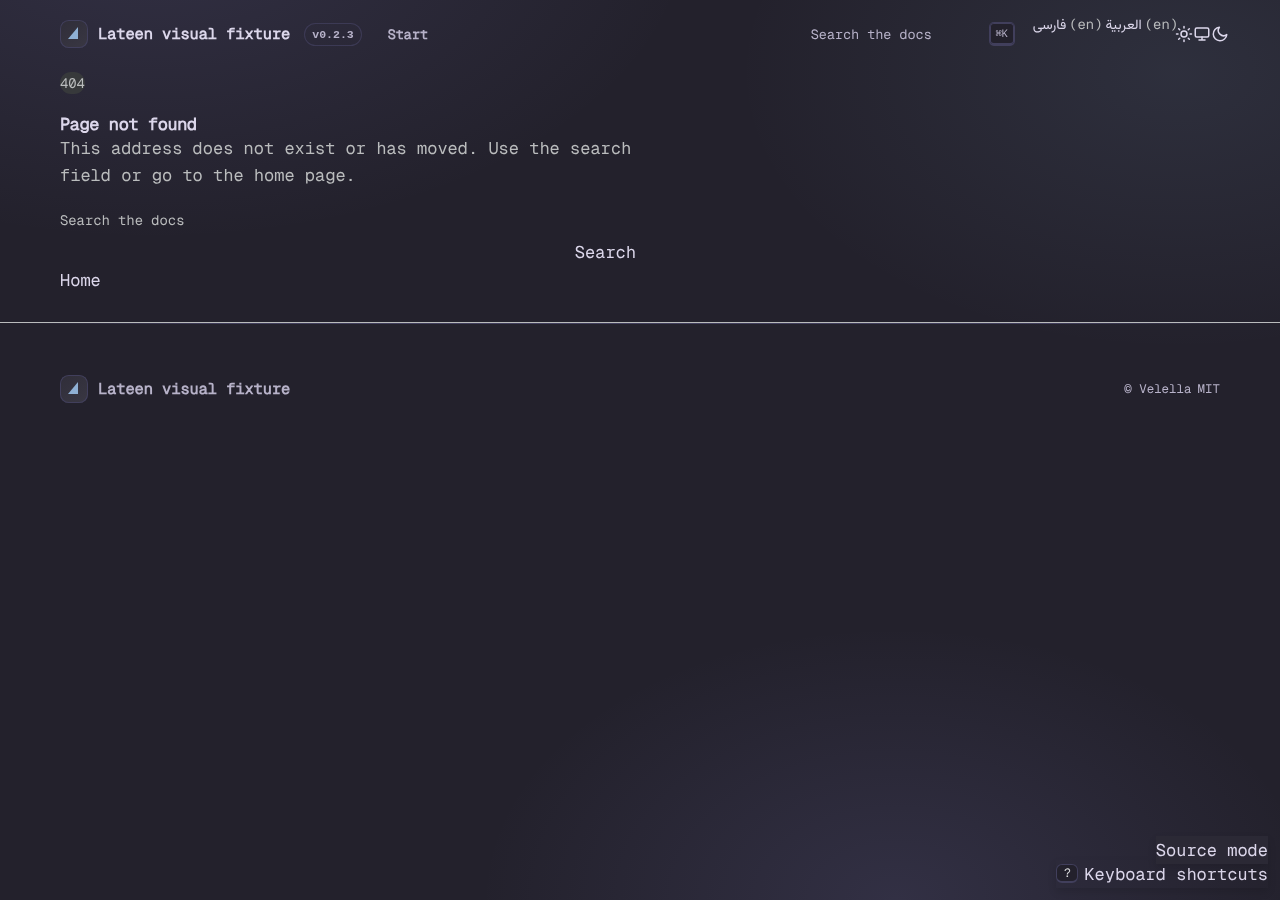 Lateen visual fixture v0.2.3 Start Search the docs ⌘K فارسی (en) العربية (en)
404
Page not found
This address does not exist or has moved. Use the search
field or go to the home page.
Search the docs
Search
Home
Lateen visual fixture © Velella MIT
Source mode
? Keyboard shortcuts